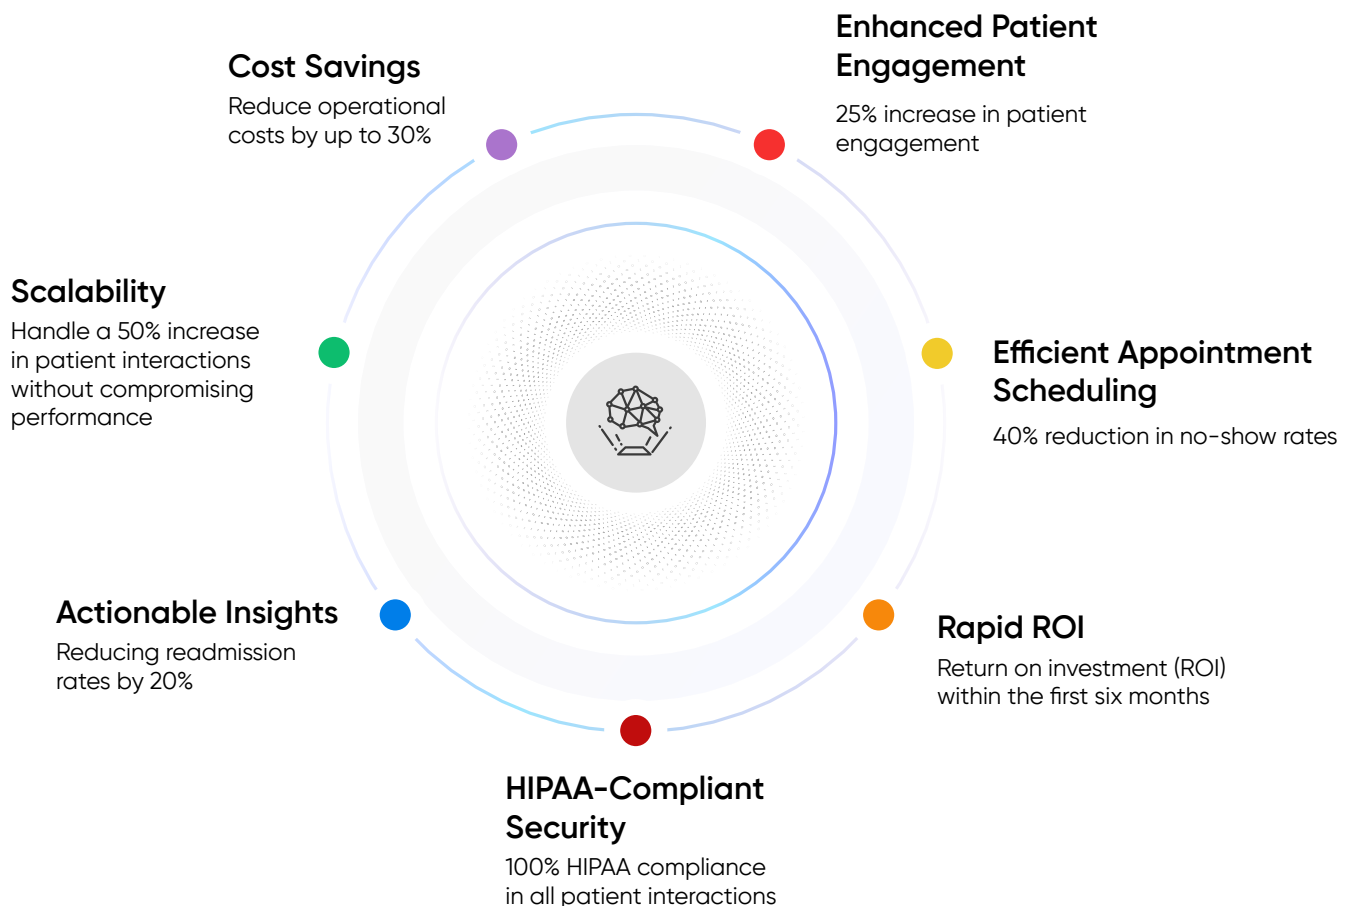 Cost Savings
Reduce operational
costs by up to 30%
Enhanced Patient
Engagement
25% increase in patient
engagement
Scalability
Handle a 50% increase
in patient interactions
without compromising
performance
Efficient Appointment
Scheduling
40% reduction in no-show rates
Actionable Insights
Reducing readmission
rates by 20%
Rapid ROI
Return on investment (ROI)
within the first six months
HIPAA-Compliant
Security
100% HIPAA compliance
in all patient interactions